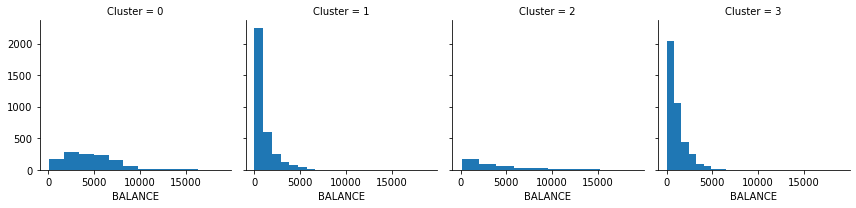 Cluster = 0 Cluster = 1 Cluster = 2 Cluster = 3
2000
1500
1000
500
0
0 5000 10000 15000 0 5000 10000 15000 0 5000 10000 15000 0 5000 10000 15000
BALANCE BALANCE BALANCE BALANCE